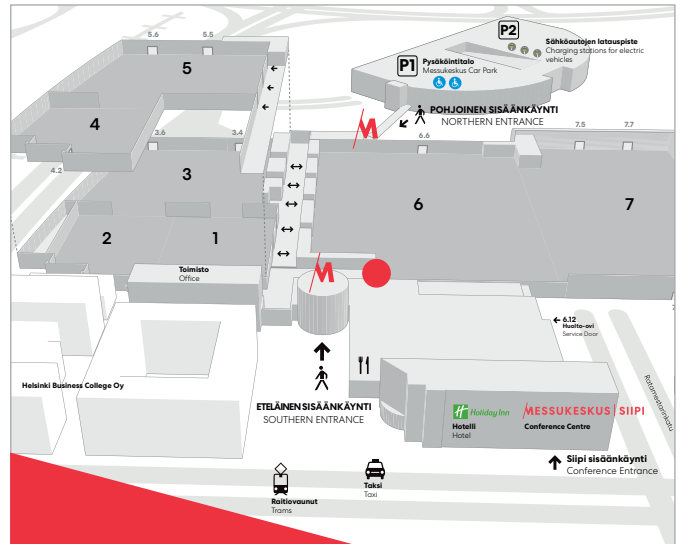 5.6
5.5
5
P2
Sähköautojen latauspiste
Charging stations for electric
vehicles
P1
Pysäköintitalo
Messukeskus Car Park
POHJOINEN SISÄÄNKÄYNTI
NORTHERN ENTRANCE
4
3.6
3.4
6.6
7.5
7.7
4.2
3
6
7
2
1
Toimisto
Office
6.12
Huolto-ovi
Service Door
Helsinki Business College Oy
ETELÄINEN SISÄÄNKÄYNTI
SOUTHERN ENTRANCE
Ratamestarinkatu
H Holiday Inn
Hotelli
Hotel
MESSUKESKUS SIIPI
Conference Centre
Siipi sisäänkäynti
Conference Entrance
Taksi
Taxi
Raitiovaunut
Trams